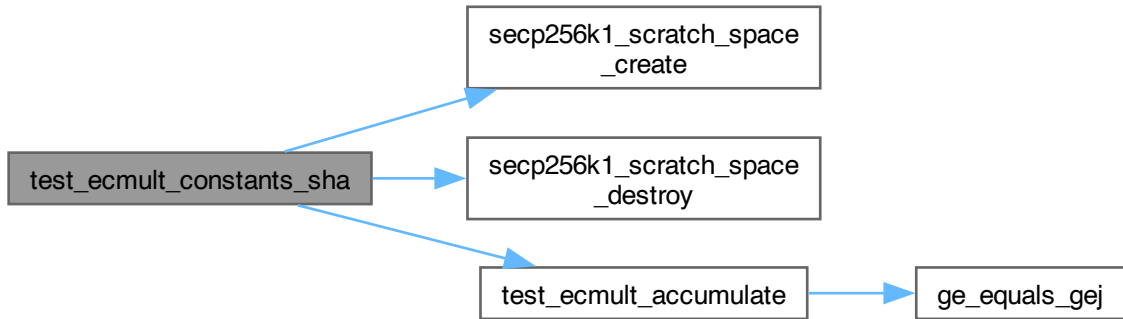 secp256k1_scratch_space
_create
test_ecmult_constants_sha
secp256k1_scratch_space
_destroy
test_ecmult_accumulate
ge_equals_gej